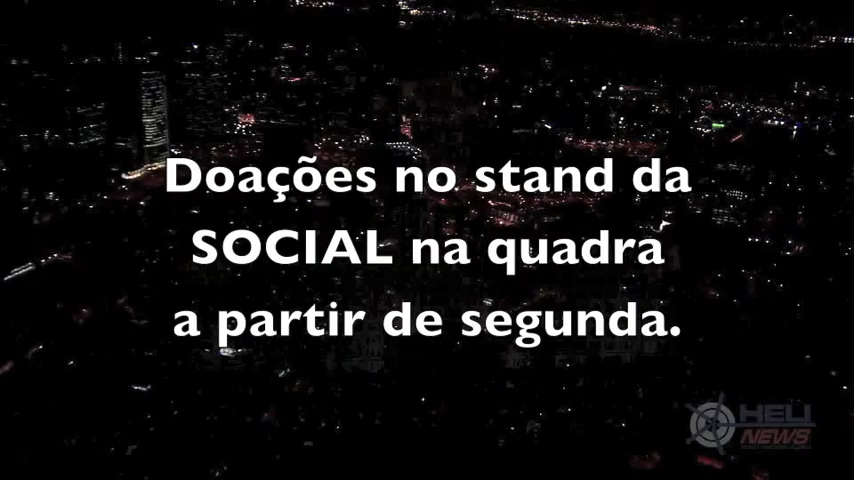 Doações no stand da
SOCIAL na quadra
a partir de segunda.
HELI
NEWS